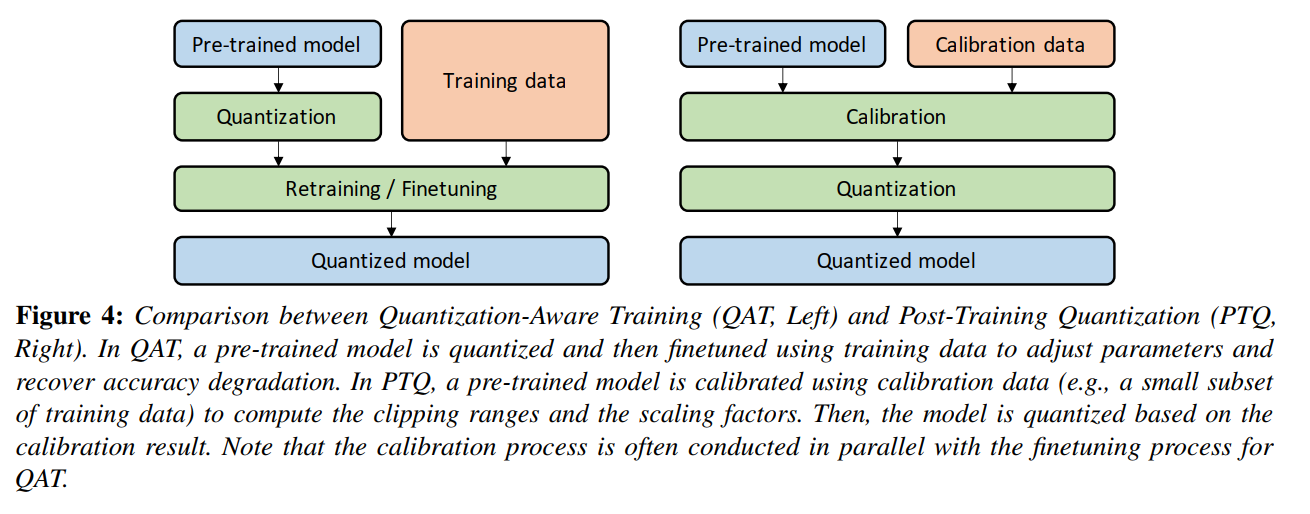 Pre-trained model
Training data
Quantization
Retraining / Finetuning
Quantized model
Pre-trained model
Calibration data
Calibration
Quantization
Quantized model
Figure 4: Comparison between Quantization-Aware Training (QAT, Left) and Post-Training Quantization (PTQ,
Right). In QAT, a pre-trained model is quantized and then finetuned using training data to adjust parameters and
recover accuracy degradation. In PTQ, a pre-trained model is calibrated using calibration data (e.g., a small subset
of training data) to compute the clipping ranges and the scaling factors. Then, the model is quantized based on the
calibration result. Note that the calibration process is often conducted in parallel with the finetuning process for
QAT.